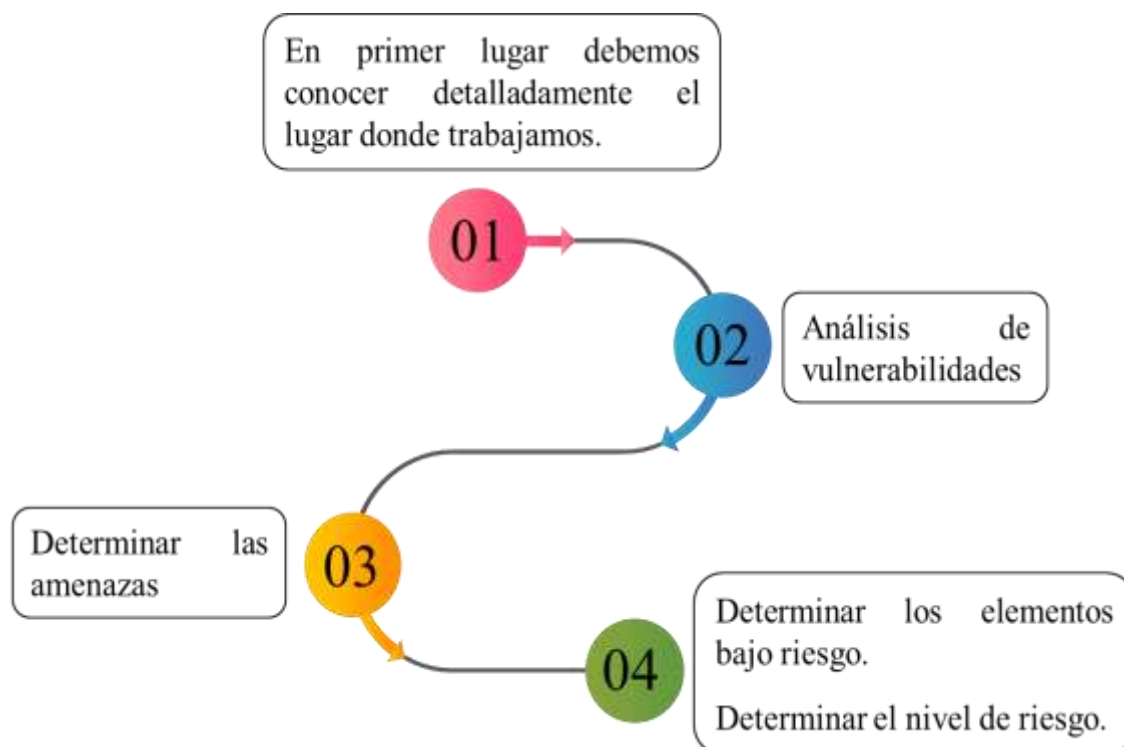 En primer lugar debemos
conocer detalladamente el
lugar donde trabajamos.
01
02
Análisis de
vulnerabilidades
Determinar las
amenazas
03
04
Determinar los elementos
bajo riesgo.
Determinar el nivel de riesgo.